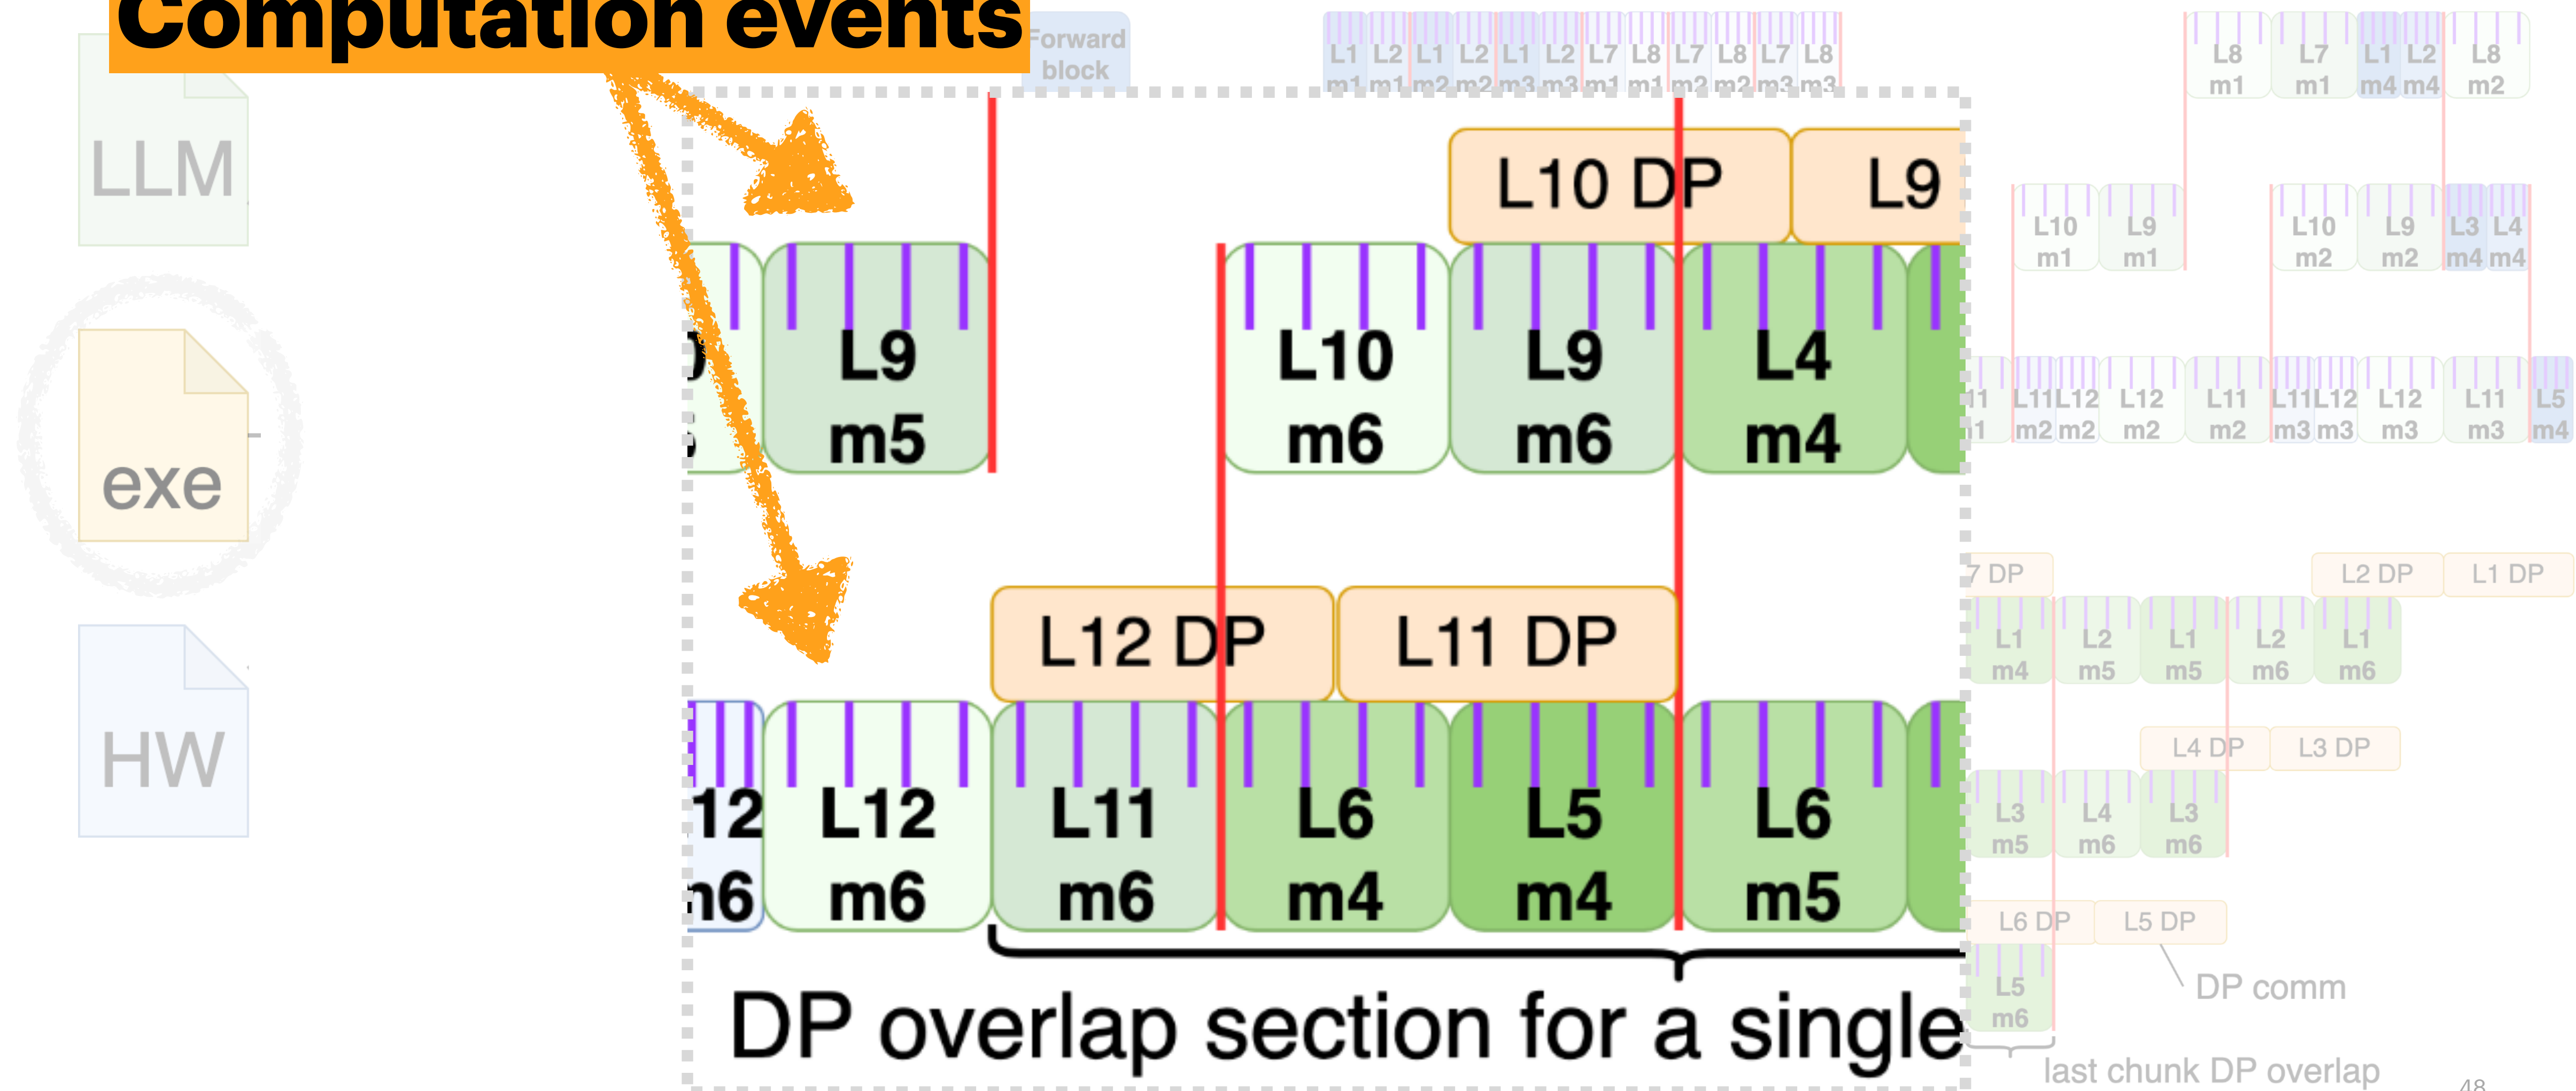 Computation events
LLM
exe
HW
Forward
block
L1 L2 L1 L2 L1 L2 L7 L8 L7 L8 L7 L8
m1 m1 m2 m2 m3 m3 m1 m1 m2 m2 m3 m3
L8 L7 L1 L2 L8
m1 m1 m4 m4 m2
L10 DP L9
L9 L10 L9 L4
m5 m6 m6 m4
L12 DP L11 DP
12 L12 L11 L6 L5 L6
m6 m6 m6 m4 m4 m5
DP overlap section for a single
L10 L9 L10 L9 L3 L4
m1 m1 m2 m2 m4 m4
11 L11 L12 L12 L11 L11 L12 L12 L11 L5
1 m2 m2 m2 m2 m3 m3 m3 m3 m4
7 DP L2 DP L1 DP
L1 L2 L1 L2 L1
m4 m5 m5 m6 m6
L4 DP L3 DP
L3 L4 L3
m5 m6 m6
L6 DP L5 DP
L5
m6
DP comm
last chunk DP overlap
48